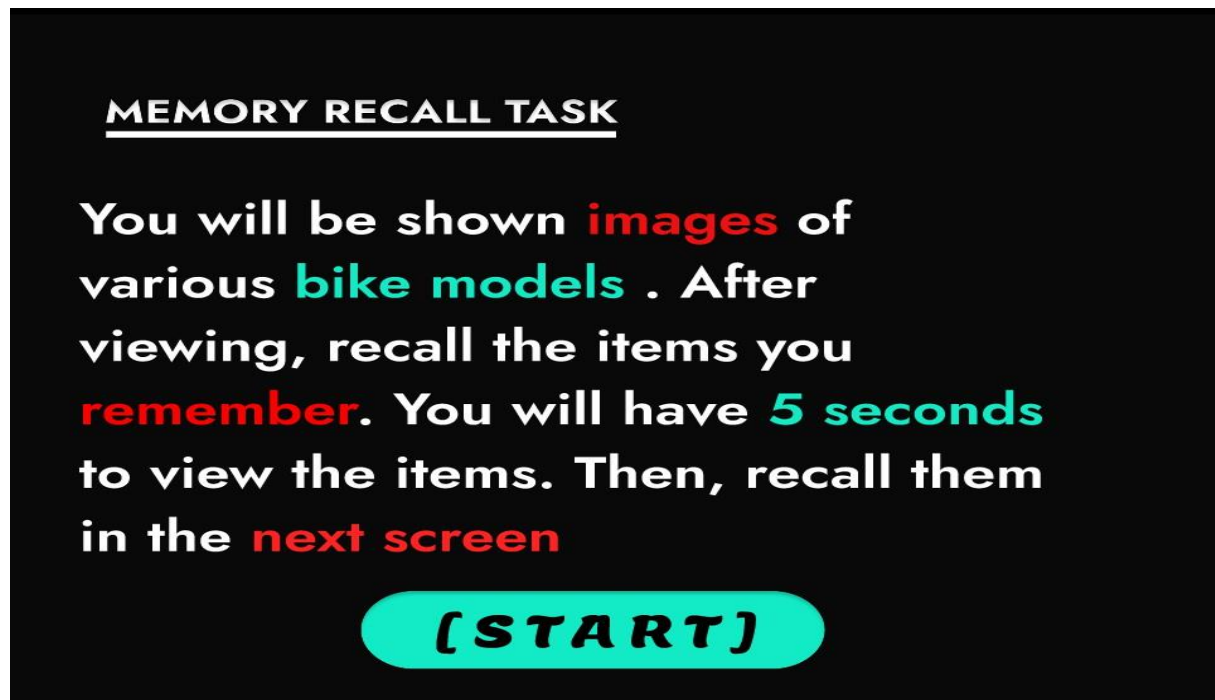 MEMORY RECALL TASK
You will be shown images of
various bike models . After
viewing, recall the items you
remember. You will have 5 seconds
to view the items. Then, recall them
in the next screen
[START]